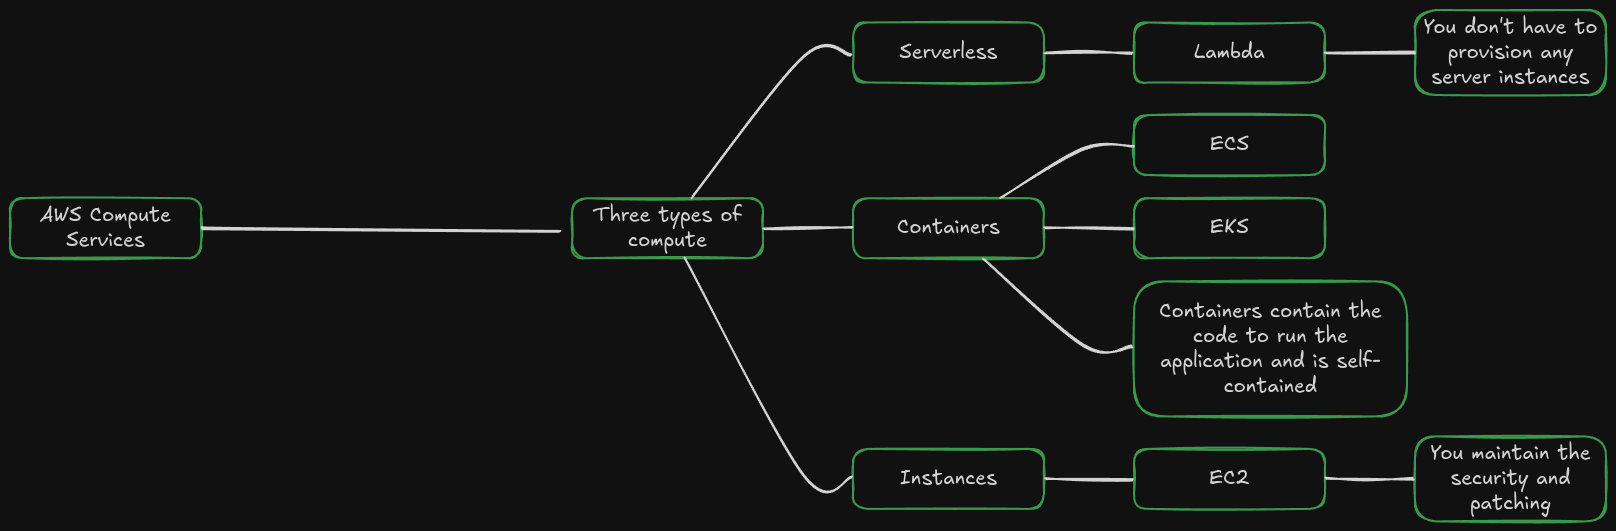 AWS Compute
Services
Three types of
compute
Serverless
Lambda
You don't have to
provision any
server instances
Containers
ECS
EKS
Containers contain the
code to run the
application and is self-
contained
Instances
EC2
You maintain the
security and
patching